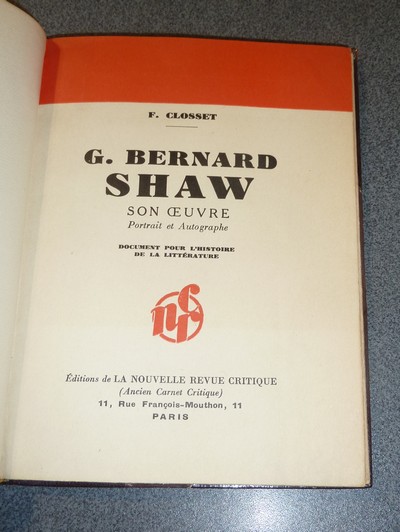 F. CLOSSET
G. BERNARD
SHAW
SON ŒUVRE
Portrait et Autographe
DOCUMENT POUR L'HISTOIRE
DE LA LITTÉRATURE
nrc
Éditions de LA NOUVELLE REVUE CRITIQUE
(Ancien Carnet Critique)
11, Rue François-Mouthon, 11
PARIS